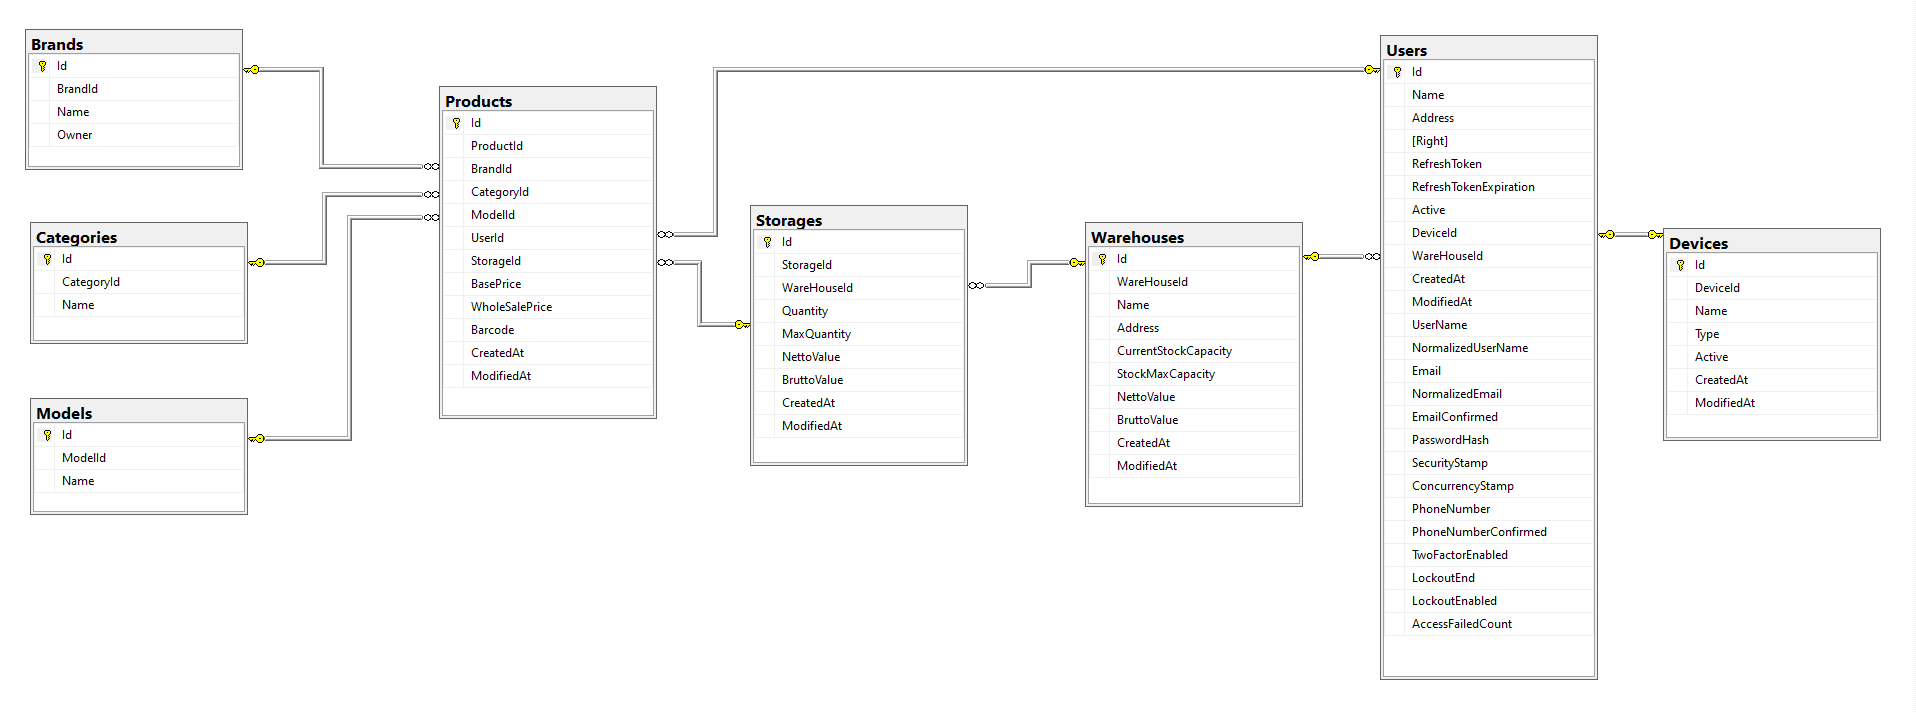 Brands
Id
BrandId
Name
Owner
Categories
Id
CategoryId
Name
Models
Id
ModelId
Name
Products
Id
ProductId
BrandId
CategoryId
ModelId
UserId
StorageId
BasePrice
WholeSalePrice
Barcode
CreatedAt
ModifiedAt
Storages
Id
StorageId
WareHouseId
Quantity
MaxQuantity
NettoValue
BruttoValue
CreatedAt
ModifiedAt
Warehouses
Id
WareHouseId
Name
Address
CurrentStockCapacity
StockMaxCapacity
NettoValue
BruttoValue
CreatedAt
ModifiedAt
Users
Id
Name
Address
[Right]
RefreshToken
RefreshTokenExpiration
Active
DeviceId
WareHouseId
CreatedAt
ModifiedAt
UserName
NormalizedUserName
Email
NormalizedEmail
EmailConfirmed
PasswordHash
SecurityStamp
ConcurrencyStamp
PhoneNumber
PhoneNumberConfirmed
TwoFactorEnabled
LockoutEnd
LockoutEnabled
AccessFailedCount
Devices
Id
DeviceId
Name
Type
Active
CreatedAt
ModifiedAt